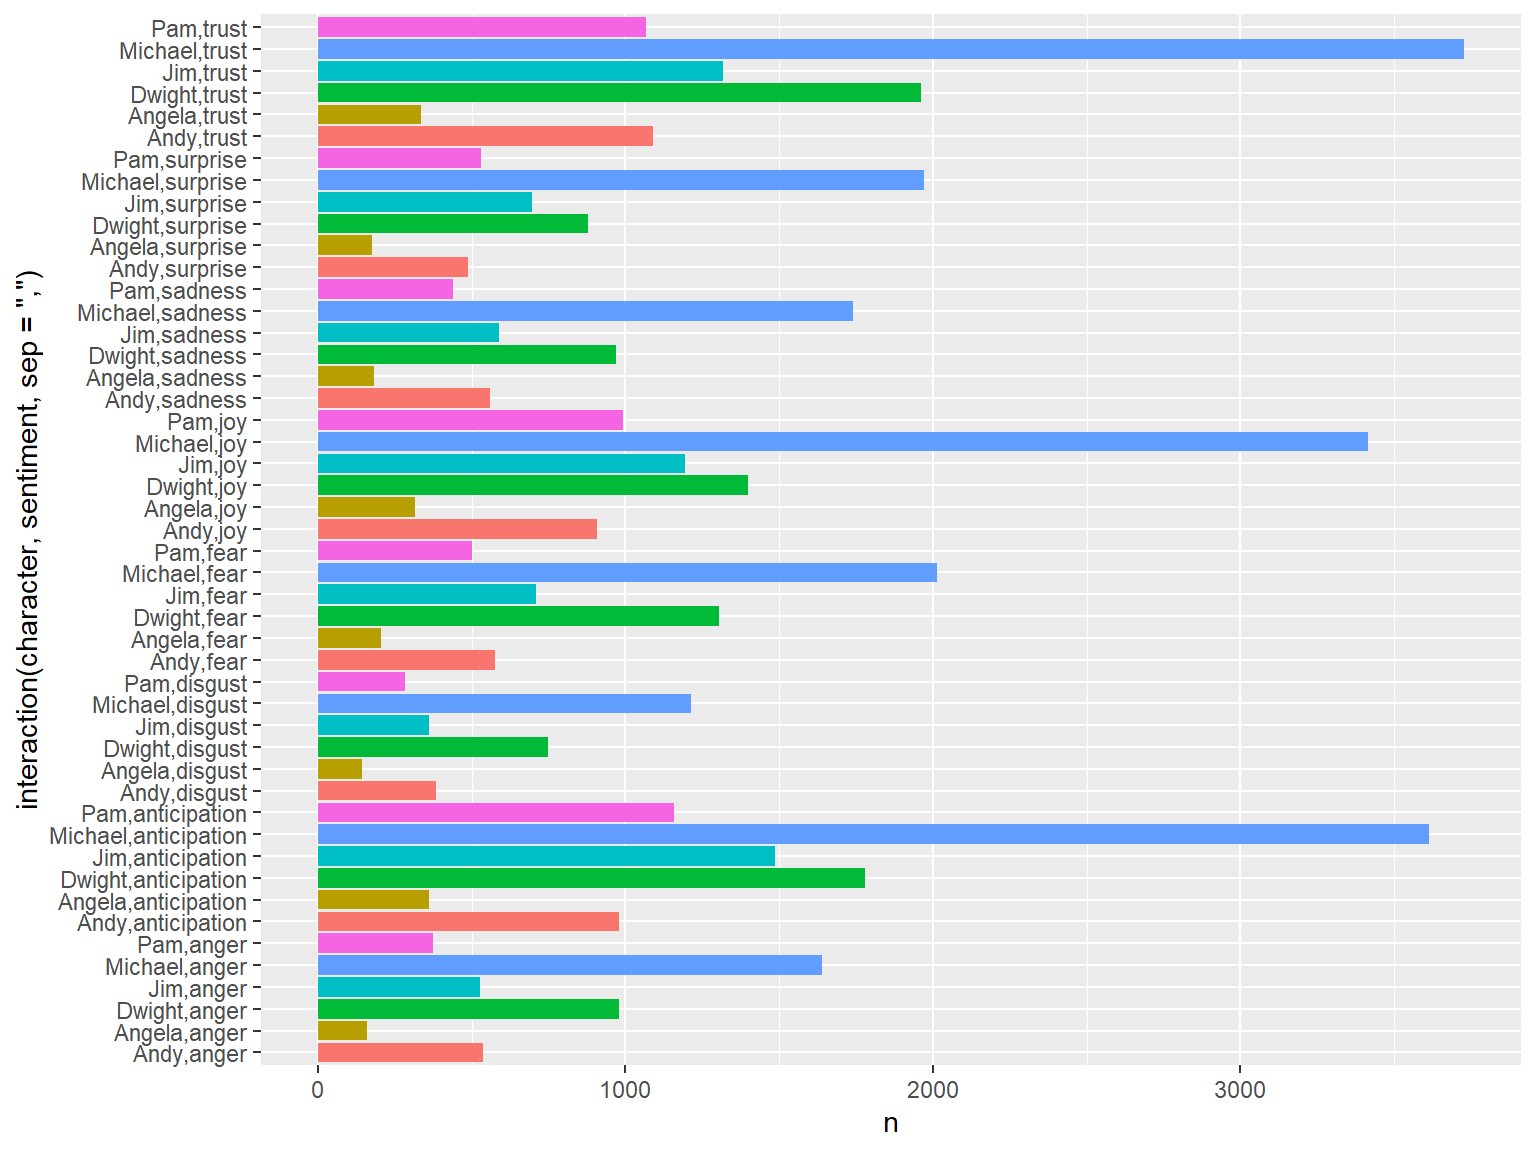 Pam,trust
Michael,trust
Jim,trust
Dwight,trust
Angela,trust
Andy,trust
Pam,surprise
Michael,surprise
Jim,surprise
Dwight,surprise
Angela,surprise
Andy,surprise
Pam,sadness
Michael,sadness
Jim,sadness
Dwight,sadness
Angela,sadness
Andy,sadness
Pam,joy
Michael,joy
Jim,joy
Dwight,joy
Angela,joy
Andy,joy
Pam,fear
Michael,fear
Jim,fear
Dwight,fear
Angela,fear
Andy,fear
Pam,disgust
Michael,disgust
Jim,disgust
Dwight,disgust
Angela,disgust
Andy,disgust
Pam,anticipation
Michael,anticipation
Jim,anticipation
Dwight,anticipation
Angela,anticipation
Andy,anticipation
Pam,anger
Michael,anger
Jim,anger
Dwight,anger
Angela,anger
Andy,anger
interaction(character, sentiment, sep = ",")
0 1000 2000 3000
n